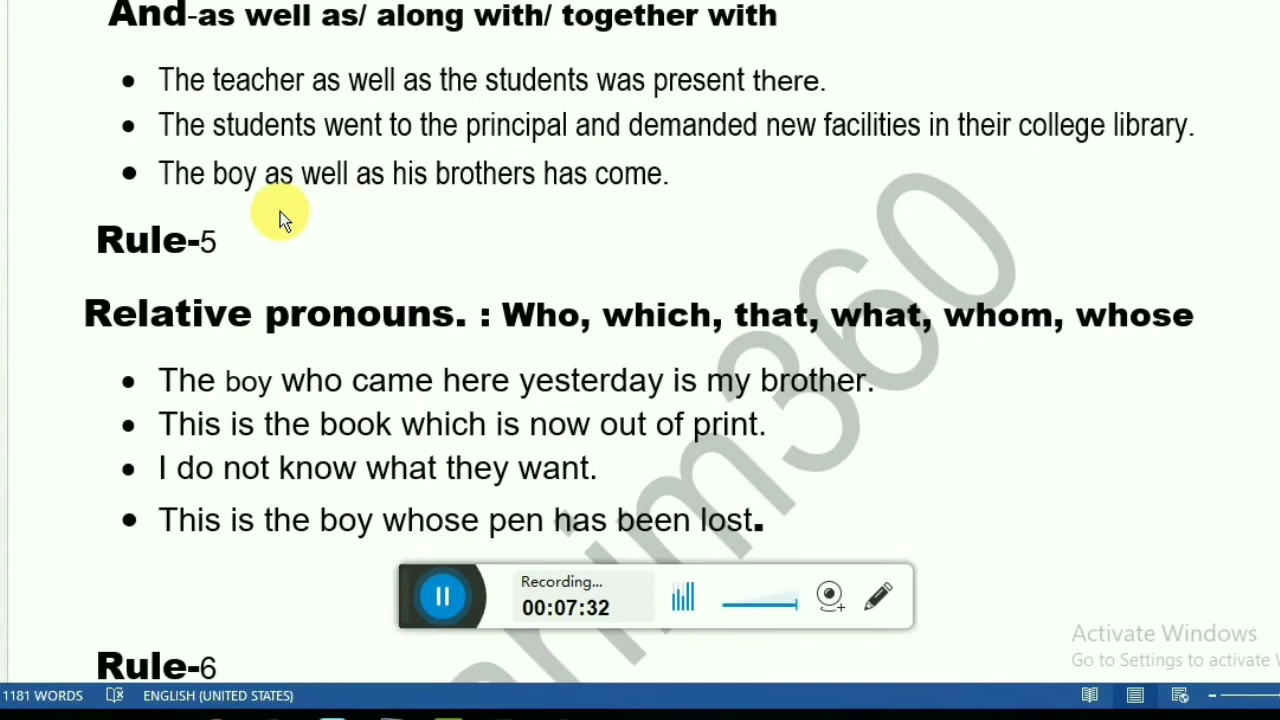 And-as well as/ along with/ together with
• The teacher as well as the students was present there.
• The students went to the principal and demanded new facilities in their college library.
• The boy as well as his brothers has come.
Rule-5
Relative pronouns. : Who, which, that, what, whom, whose
• The boy who came here yesterday is my brother.
• This is the book which is now out of print.
• I do not know what they want.
• This is the boy whose pen has been lost.
Recording...
00:07:32
Activate Windows
Go to Settings to activate
Rule-6
1181 WORDS ENGLISH (UNITED STATES)